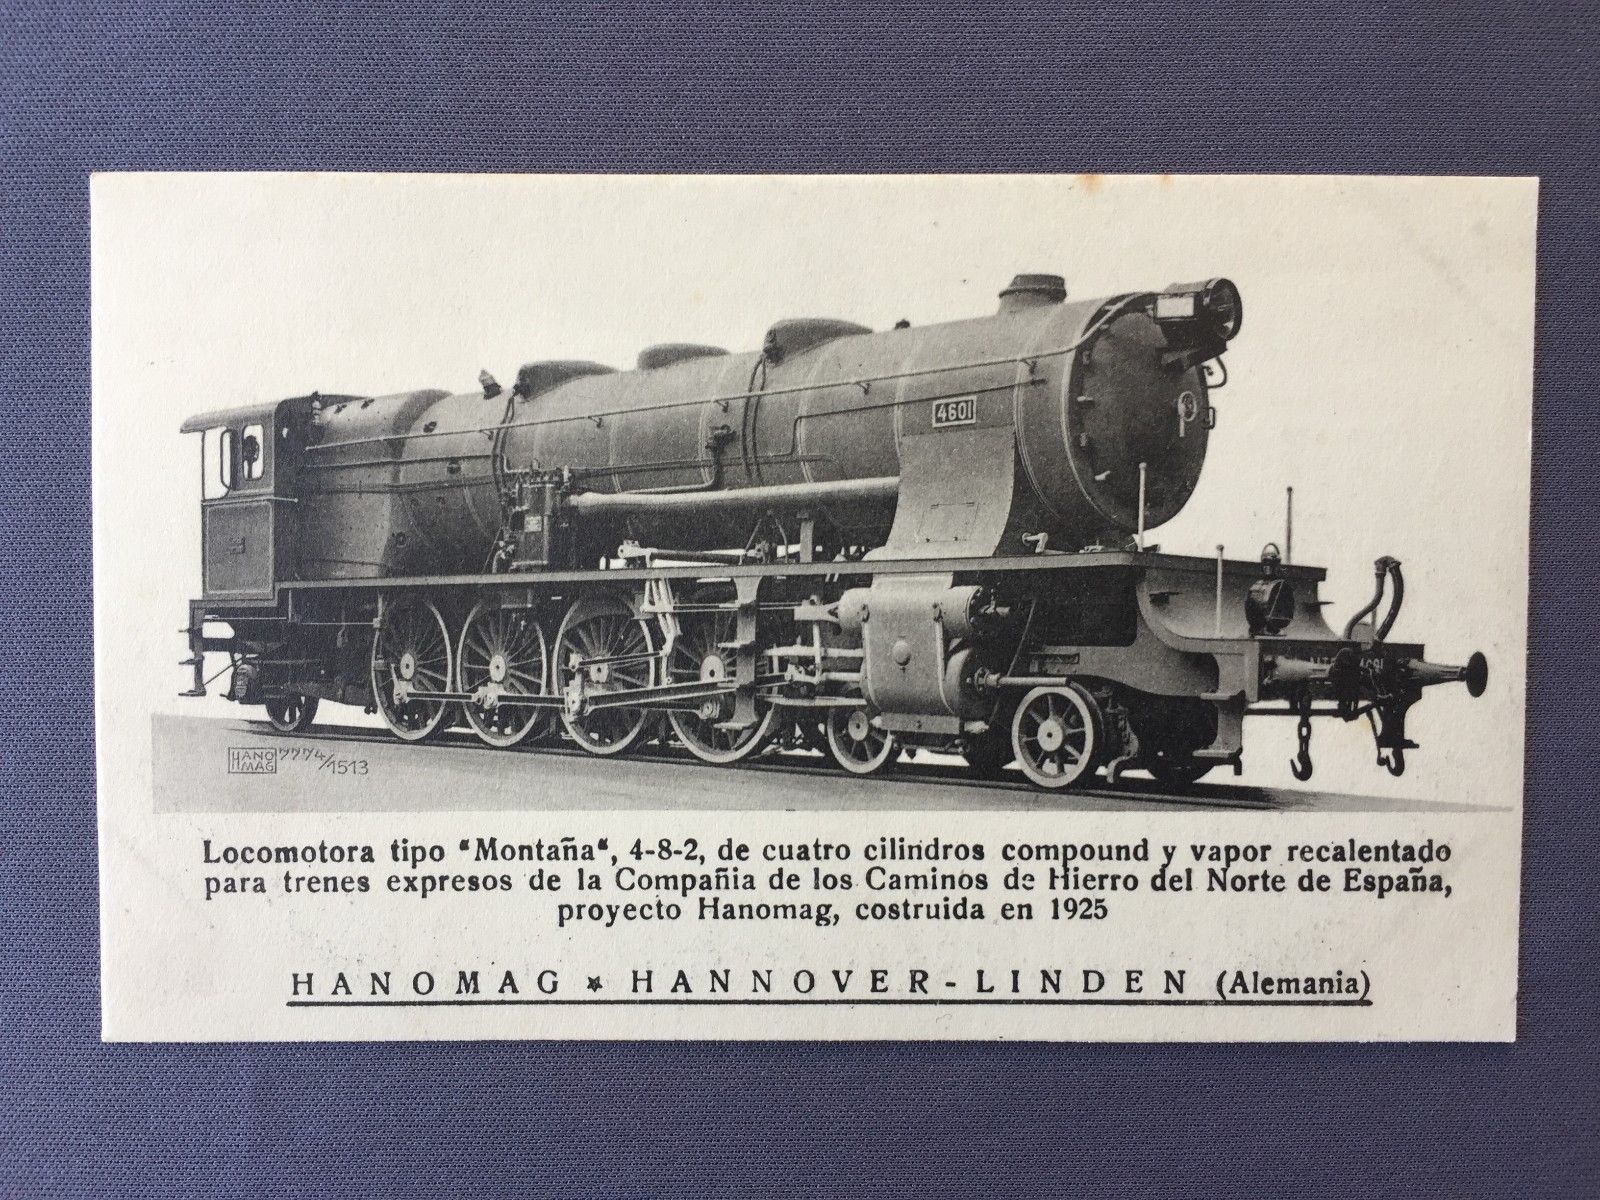 4601
4601
HANO
MAG
7774/1513
Locomotora tipo "Montaña", 4-8-2, de cuatro cilindros compound y vapor recalentado
para trenes expresos de la Compañia de los Caminos de Hierro del Norte de España,
proyecto Hanomag, costruida en 1925
HANOMAG ★ HANNOVER-LINDEN (Alemania)